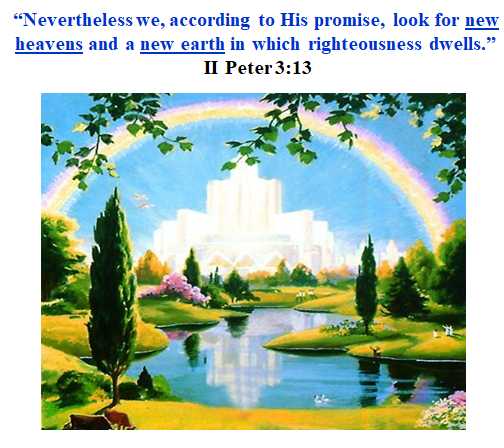 “Nevertheless we, according to His promise, look for new
heavens and a new earth in which righteousness dwells.”
II Peter 3:13